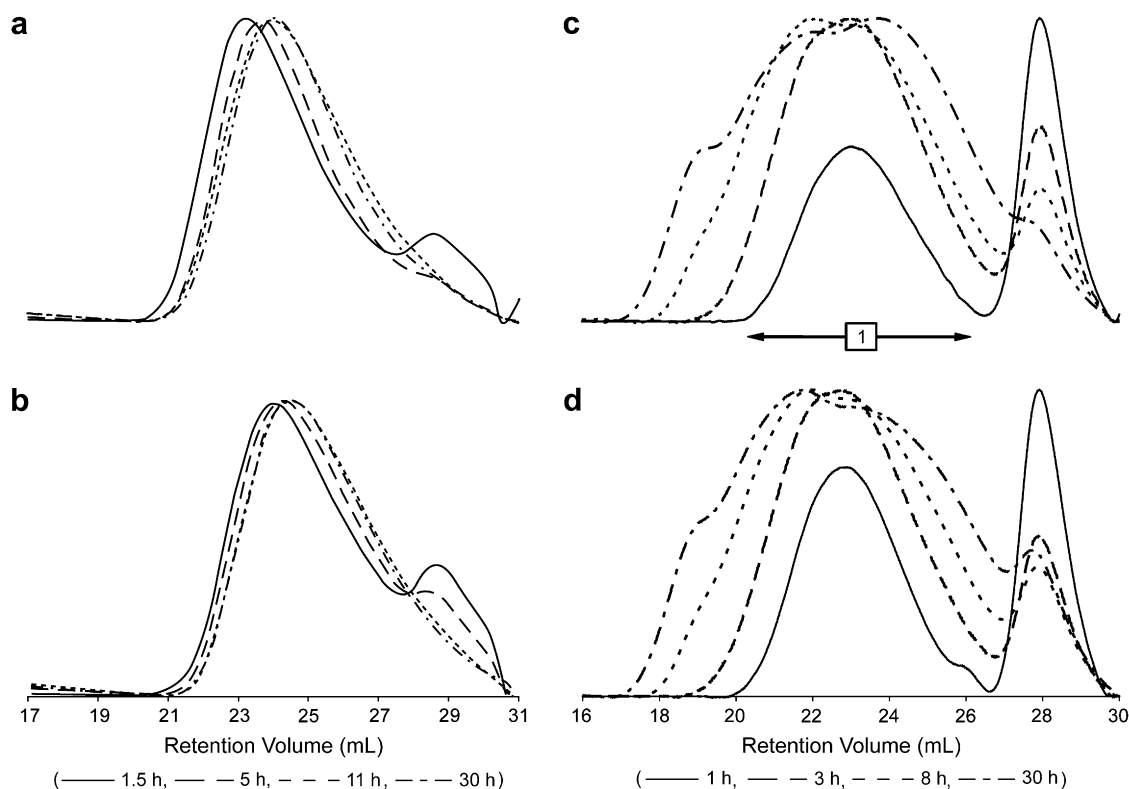 a
c
1
b
d
17 19 21 23 25 27 29 31
16 18 20 22 24 26 28 30
Retention Volume (mL)
Retention Volume (mL)
( 1.5 h, 5 h, 11 h, 30 h)
( 1 h, 3 h, 8 h, 30 h)